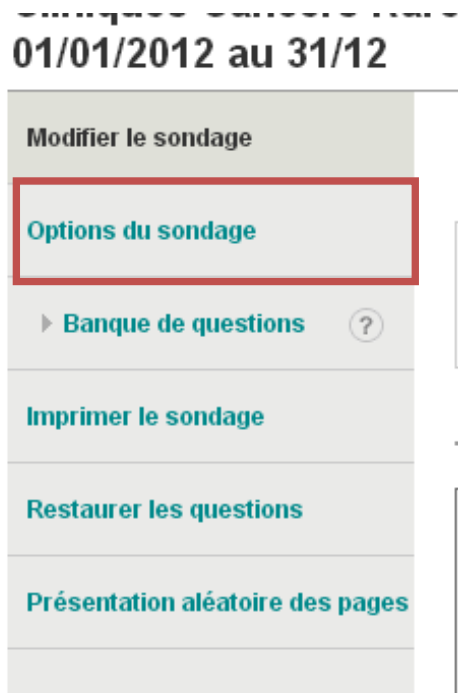 01/01/2012 au 31/12
Modifier le sondage
Options du sondage
Banque de questions ?
Imprimer le sondage
Restaurer les questions
Présentation aléatoire des pages